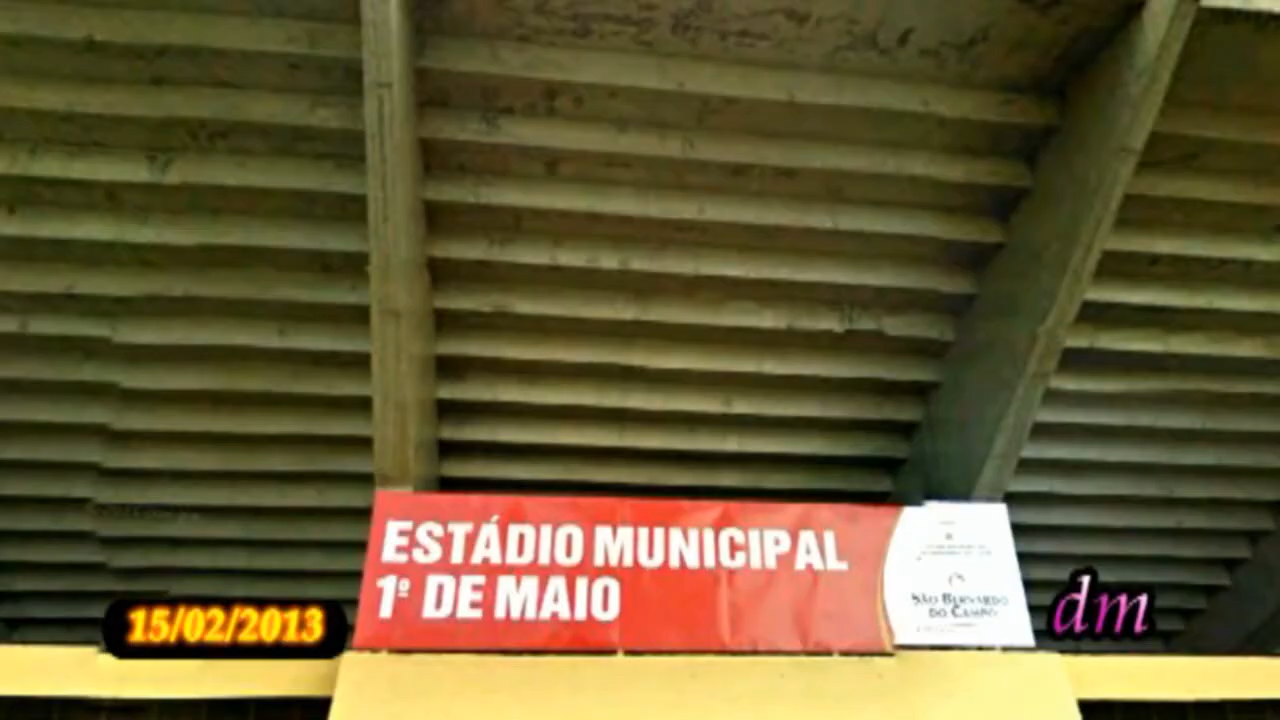 ESTÁDIO MUNICIPAL
1º DE MAIO
SÃO BERNARDO
DO CAMPO
15/02/2013
dm